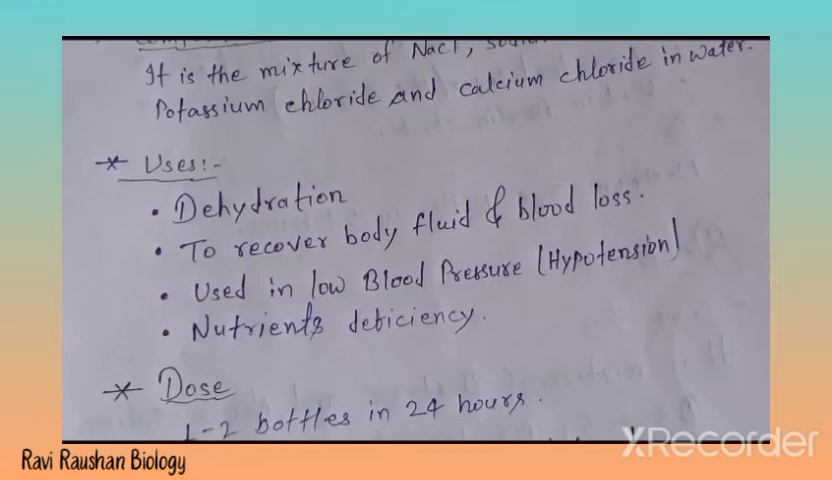 It is the mixture of NaCl,
Potassium chloride and calcium chloride in water.
* Uses:-
• Dehydration
• To recover body fluid & blood loss.
• Used in low Blood Pressure (Hypotension)
• Nutrients deficiency.
* Dose
1-2 bottles in 24 hours.
XRecorder
Ravi Raushan Biology